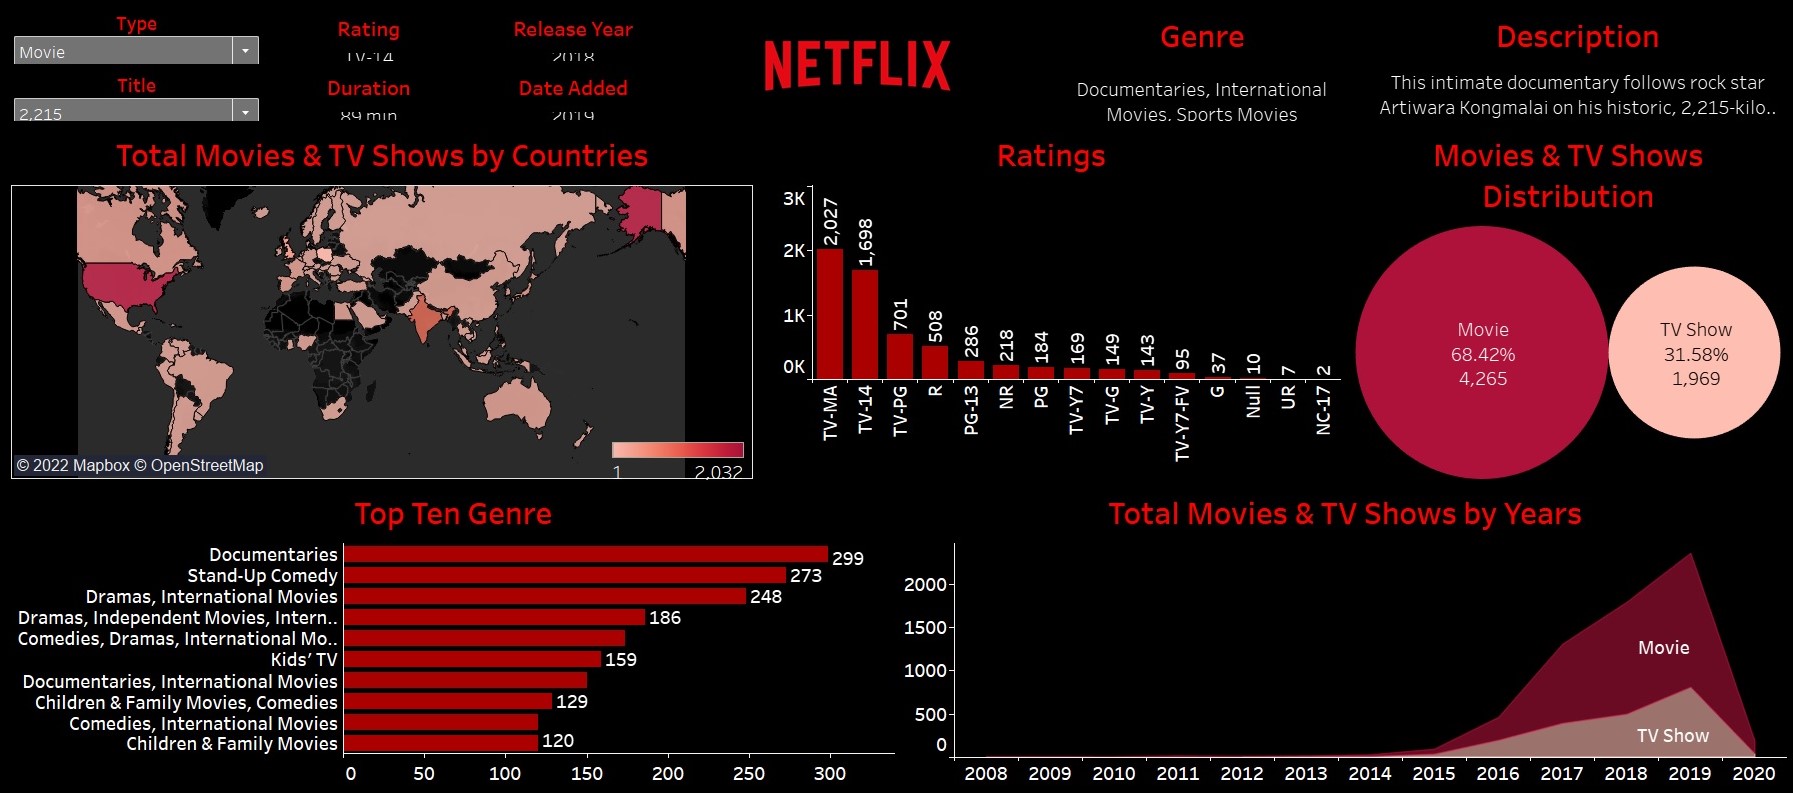 Type
Movie
Title
2,215
Rating
TV-14
Duration
89 min
Release Year
2018
Date Added
2019
NETFLIX
Genre
Documentaries, International
Movies, Sports Movies
Description
This intimate documentary follows rock star
Artiwara Kongmalai on his historic, 2,215-kilo..
Total Movies & TV Shows by Countries
© 2022 Mapbox © OpenStreetMap
1
2,032
Ratings
3K
2K
1K
0K
2,027
1,698
701
508
286
218
184
169
149
143
95
37
10
7
2
TV-MA
TV-14
TV-PG
R
PG-13
NR
PG
TV-Y7
TV-G
TV-Y
TV-Y7-FV
G
Null
UR
NC-17
Movies & TV Shows
Distribution
Movie
68.42%
4,265
TV Show
31.58%
1,969
Top Ten Genre
Documentaries 299
Stand-Up Comedy 273
Dramas, International Movies 248
Dramas, Independent Movies, Intern.. 186
Comedies, Dramas, International Mo..
Kids’ TV 159
Documentaries, International Movies
Children & Family Movies, Comedies 129
Comedies, International Movies
Children & Family Movies 120
0 50 100 150 200 250 300
Total Movies & TV Shows by Years
2000
1500
1000
500
0
Movie
TV Show
2008 2009 2010 2011 2012 2013 2014 2015 2016 2017 2018 2019 2020